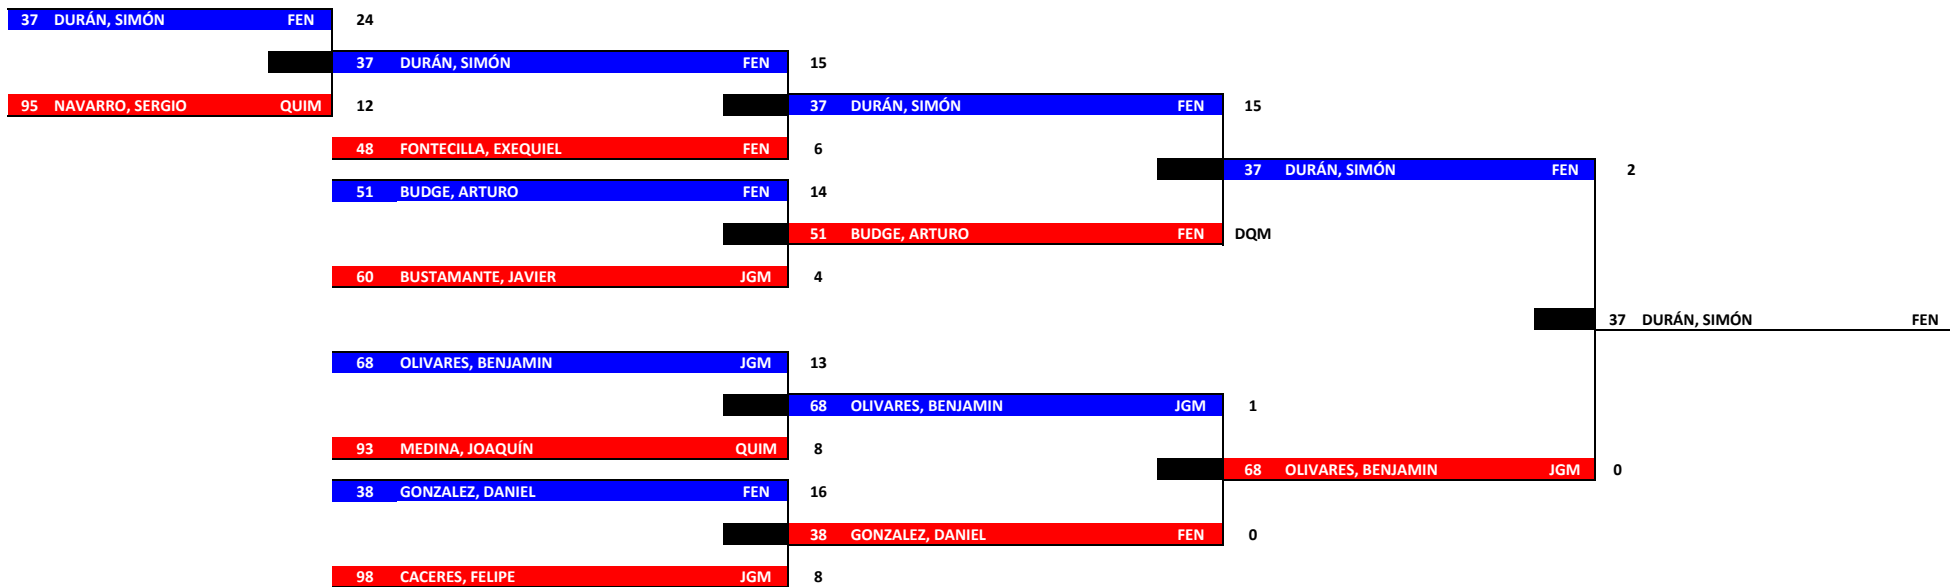 37 DURÁN, SIMÓN FEN 24
37 DURÁN, SIMÓN FEN 15
95 NAVARRO, SERGIO QUIM 12
37 DURÁN, SIMÓN FEN 15
48 FONTECILLA, EXEQUIEL FEN 6
37 DURÁN, SIMÓN FEN 2
51 BUDGE, ARTURO FEN 14
51 BUDGE, ARTURO FEN DQM
60 BUSTAMANTE, JAVIER JGM 4
37 DURÁN, SIMÓN FEN
68 OLIVARES, BENJAMIN JGM 13
68 OLIVARES, BENJAMIN JGM 1
93 MEDINA, JOAQUÍN QUIM 8
68 OLIVARES, BENJAMIN JGM 0
38 GONZALEZ, DANIEL FEN 16
38 GONZALEZ, DANIEL FEN 0
98 CACERES, FELIPE JGM 8